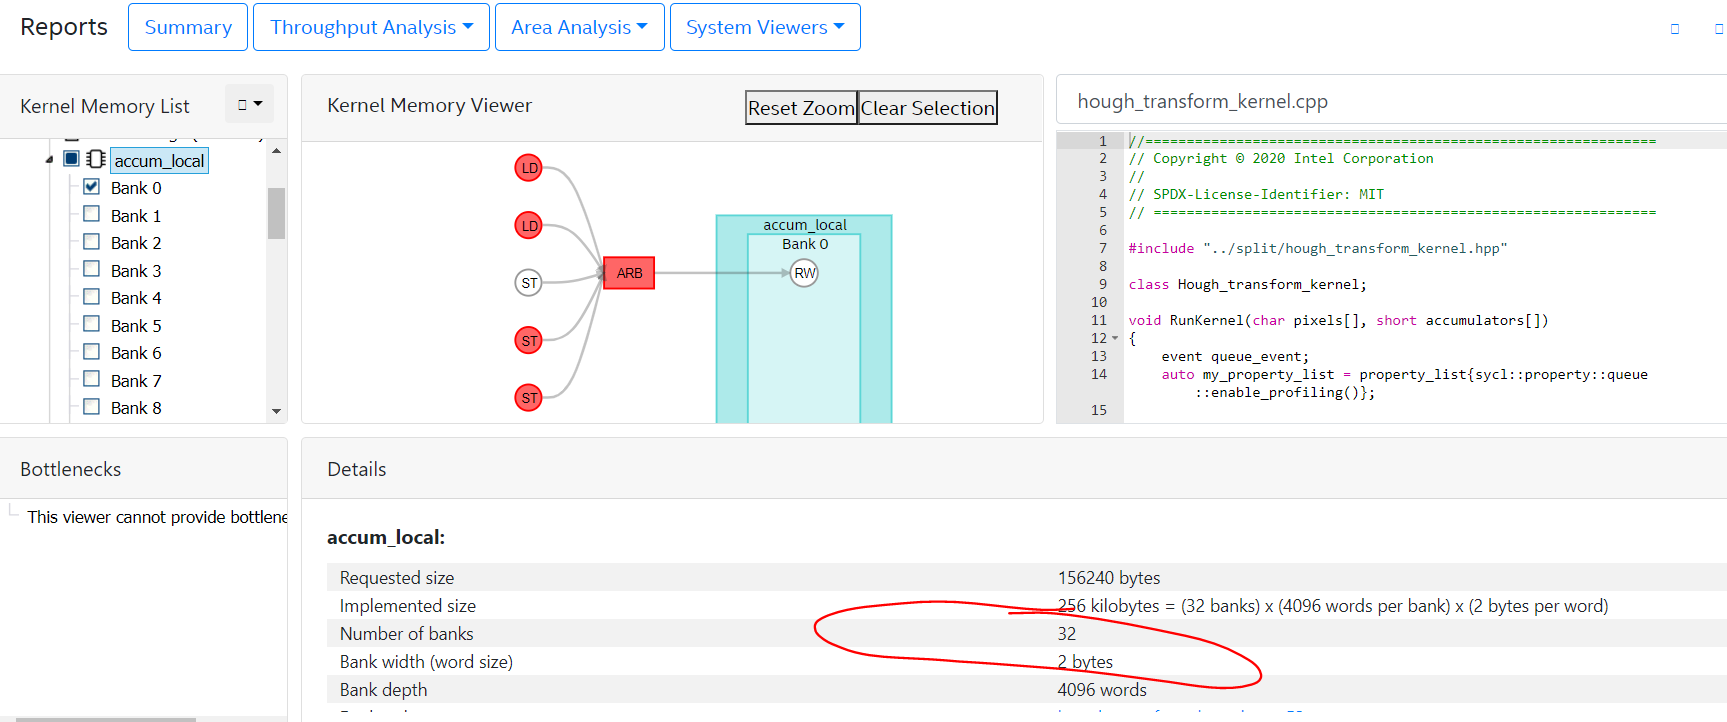 Reports Summary Throughput Analysis Area Analysis System Viewers
Kernel Memory List
accum_local
Bank 0
Bank 1
Bank 2
Bank 3
Bank 4
Bank 5
Bank 6
Bank 7
Bank 8
Kernel Memory Viewer
Reset Zoom Clear Selection
LD
LD
ST
ST
ST
ARB
accum_local
Bank 0
RW
hough_transform_kernel.cpp
1 //==============================================================
2 // Copyright © 2020 Intel Corporation
3 //
4 // SPDX-License-Identifier: MIT
5 // =============================================================
6
7 #include "../split/hough_transform_kernel.hpp"
8
9 class Hough_transform_kernel;
10
11 void RunKernel(char pixels[], short accumulators[])
12 {
13 event queue_event;
14 auto my_property_list = property_list{sycl::property::queue
::enable_profiling()};
15
Bottlenecks
This viewer cannot provide bottlene
Details
accum_local:
Requested size 156240 bytes
Implemented size 256 kilobytes = (32 banks) x (4096 words per bank) x (2 bytes per word)
Number of banks 32
Bank width (word size) 2 bytes
Bank depth 4096 words